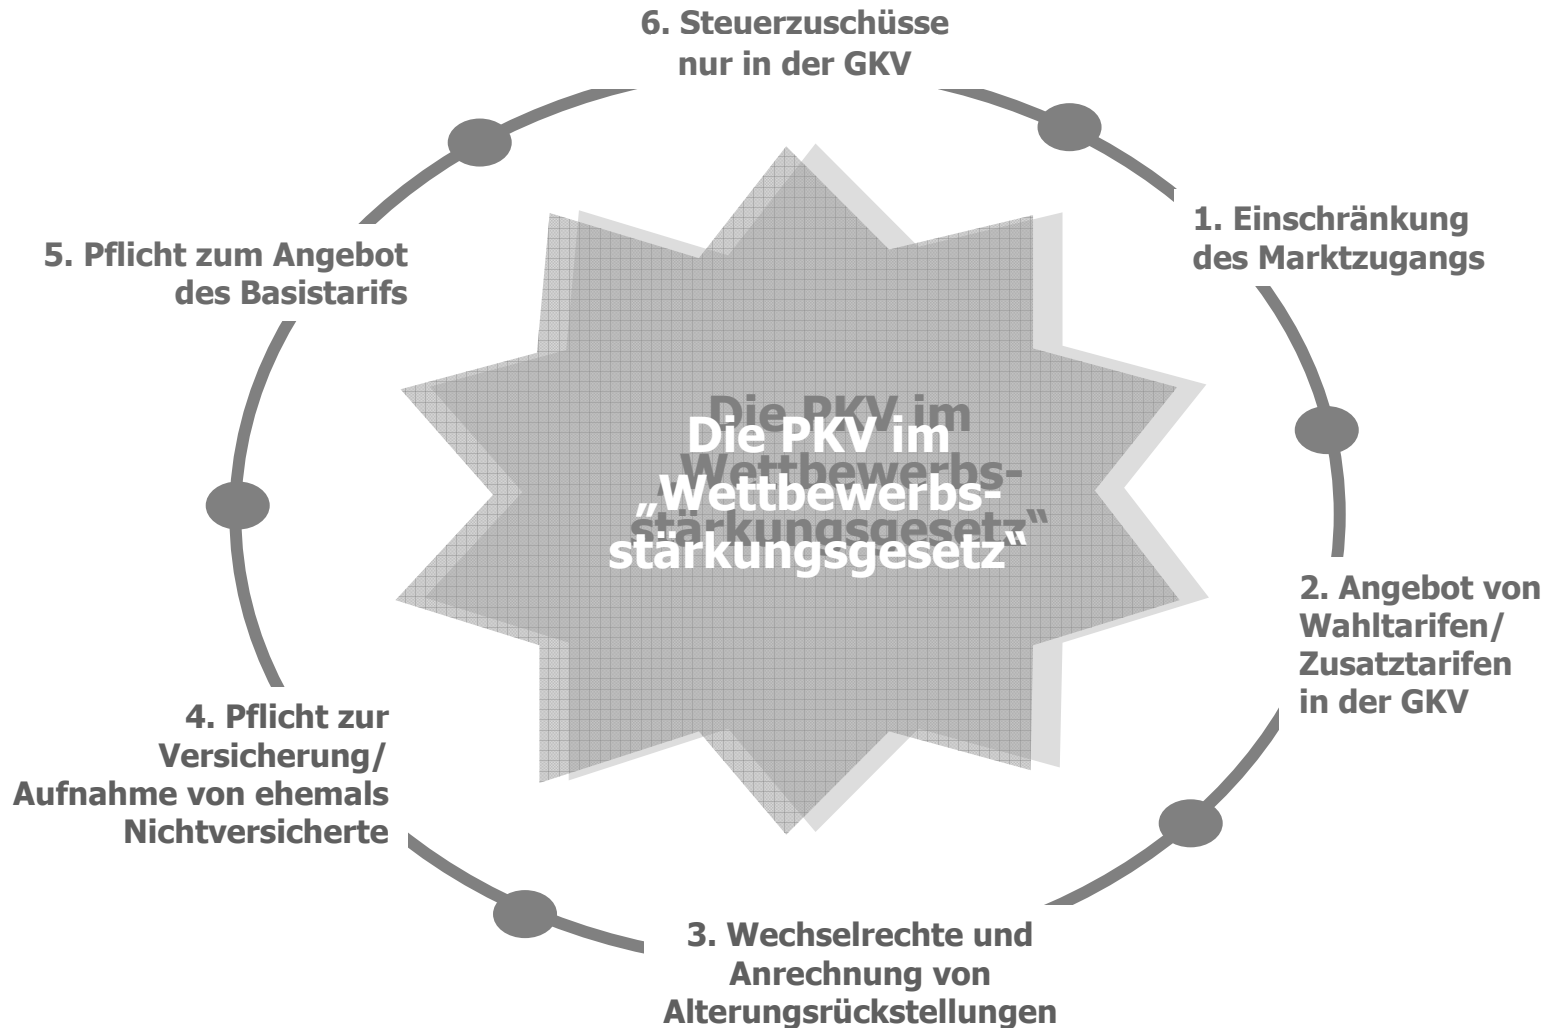 6. Steuerzuschüsse
nur in der GKV
1. Einschränkung
des Marktzugangs
5. Pflicht zum Angebot
des Basistarifs
Die PKV im
„Wettbewerbs-
stärkungsgesetz“
2. Angebot von
Wahltarifen/
Zusatztarifen
in der GKV
4. Pflicht zur
Versicherung/
Aufnahme von ehemals
Nichtversicherte
3. Wechselrechte und
Anrechnung von
Alterungsrückstellungen